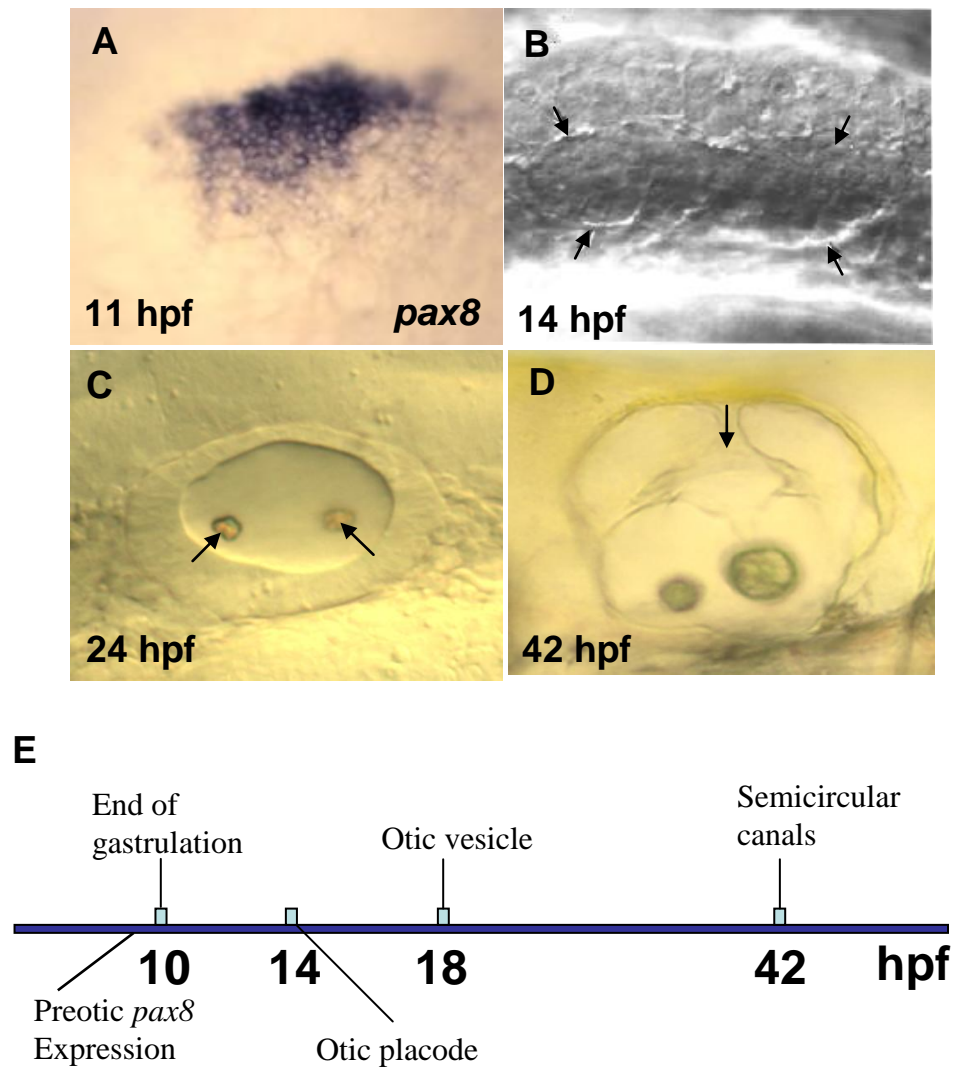 A
11 hpf
pax8
B
14 hpf
C
24 hpf
D
42 hpf
E
End of
gastrulation
Otic vesicle
Semicircular
canals
10
14
18
42
hpf
Preotic pax8
Expression
Otic placode